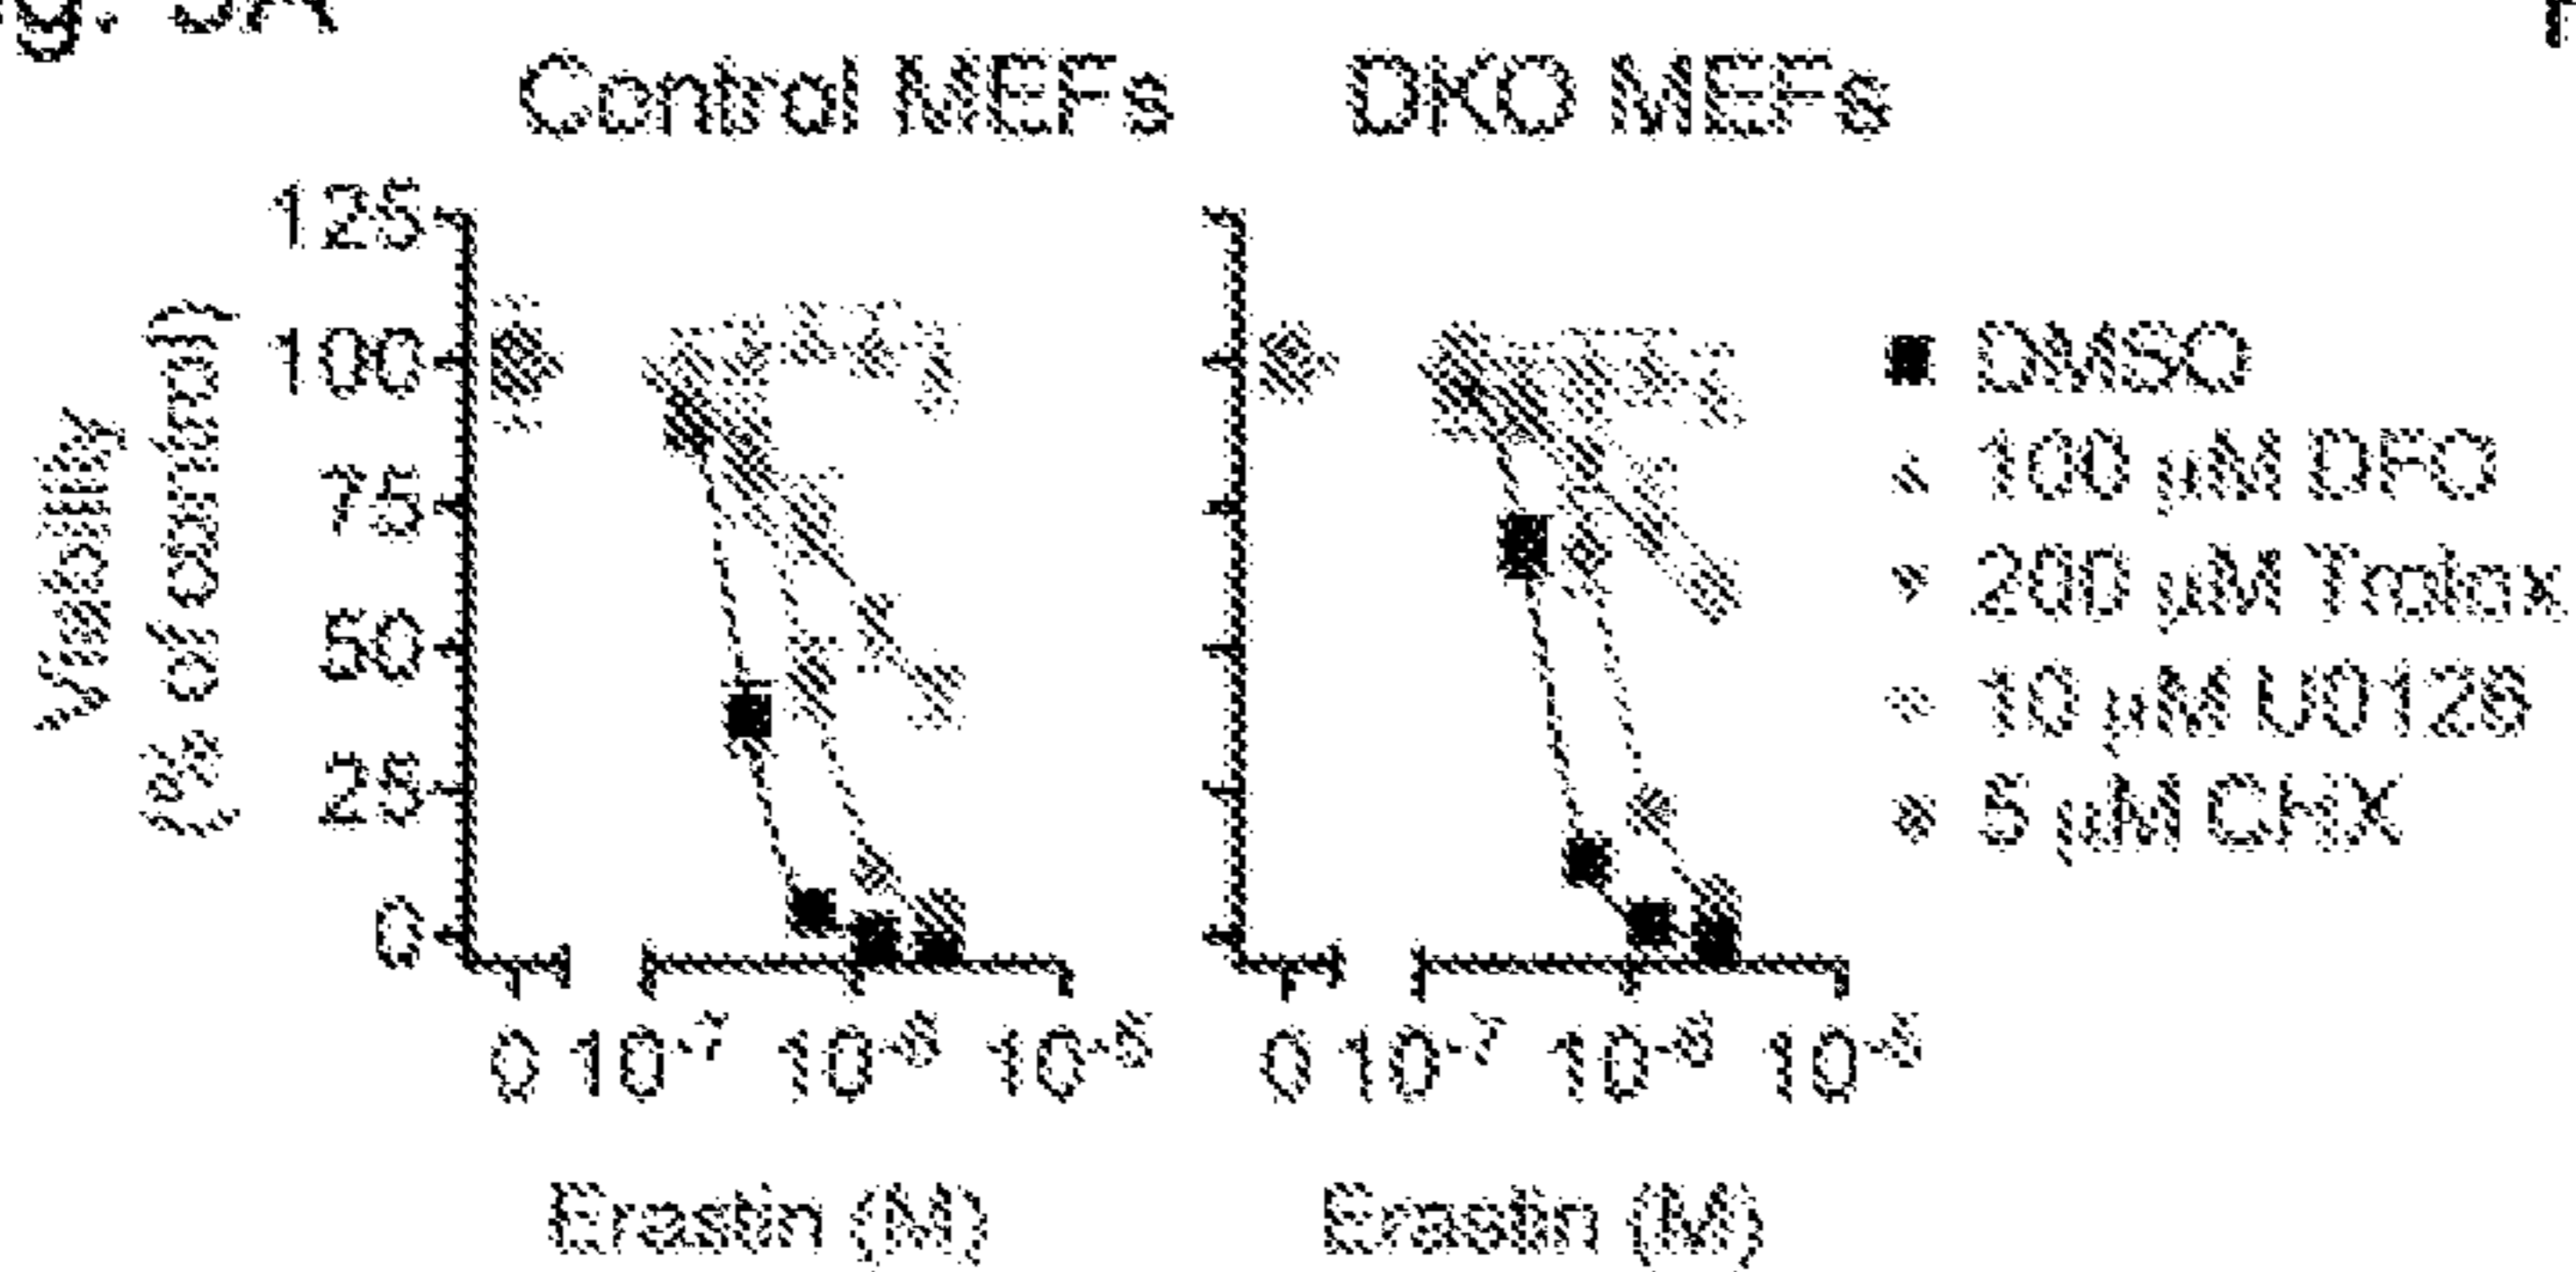 Fig. 3A
Control MEFs DKO MEFs
Viability
(% of control)
125
100
75
50
25
0
0 10-7 10-6 10-5
0 10-7 10-6 10-5
Erastin (M) Erastin (M)
DMSO
100 µM DFO
200 µM Trolox
10 µM U0126
5 µM CHX